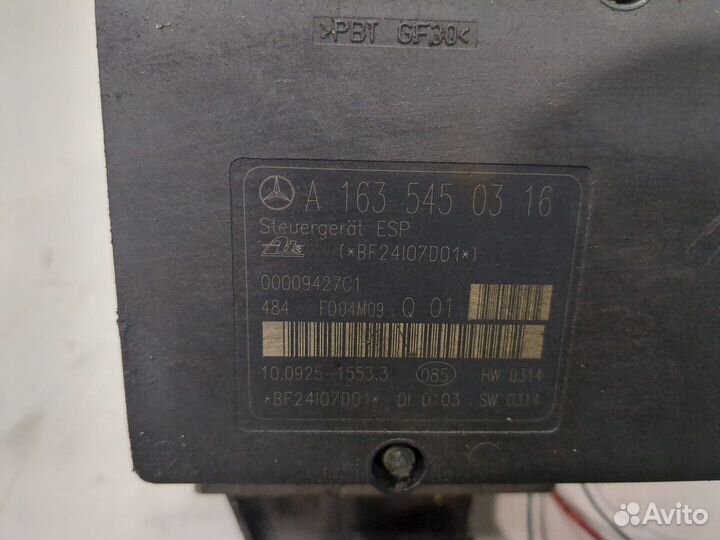 >PBT GF30<
A 163 545 03 16
Steuergerät ESP
Ate (*BF24I07D01*)
00009427C1
484 FD04M09 Q 01
10.0925-1553.3 085 HW 0314
*BF24I07D01* DI 0103 SW 0314
Avito